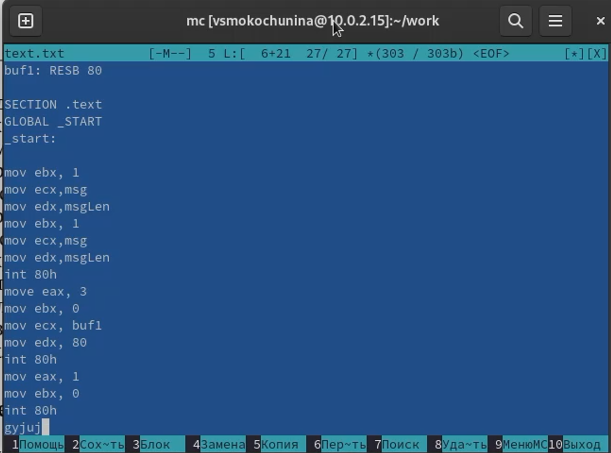 mc [vsmokochunina@10.0.2.15]:~/work
text.txt [-M--] 5 L:[ 6+21 27/ 27] *(303 / 303b) <EOF> [*][X]
buf1: RESB 80
SECTION .text
GLOBAL _START
_start:
mov ebx, 1
mov ecx,msg
mov edx,msgLen
mov ebx, 1
mov ecx,msg
mov edx,msgLen
int 80h
move eax, 3
mov ebx, 0
mov ecx, buf1
mov edx, 80
int 80h
mov eax, 1
mov ebx, 0
int 80h
gyjuj
1Помощь 2Сох~ть 3Блок 4Замена 5Копия 6Пер~ть 7Поиск 8Уда~ть 9МенюMC 10Выход